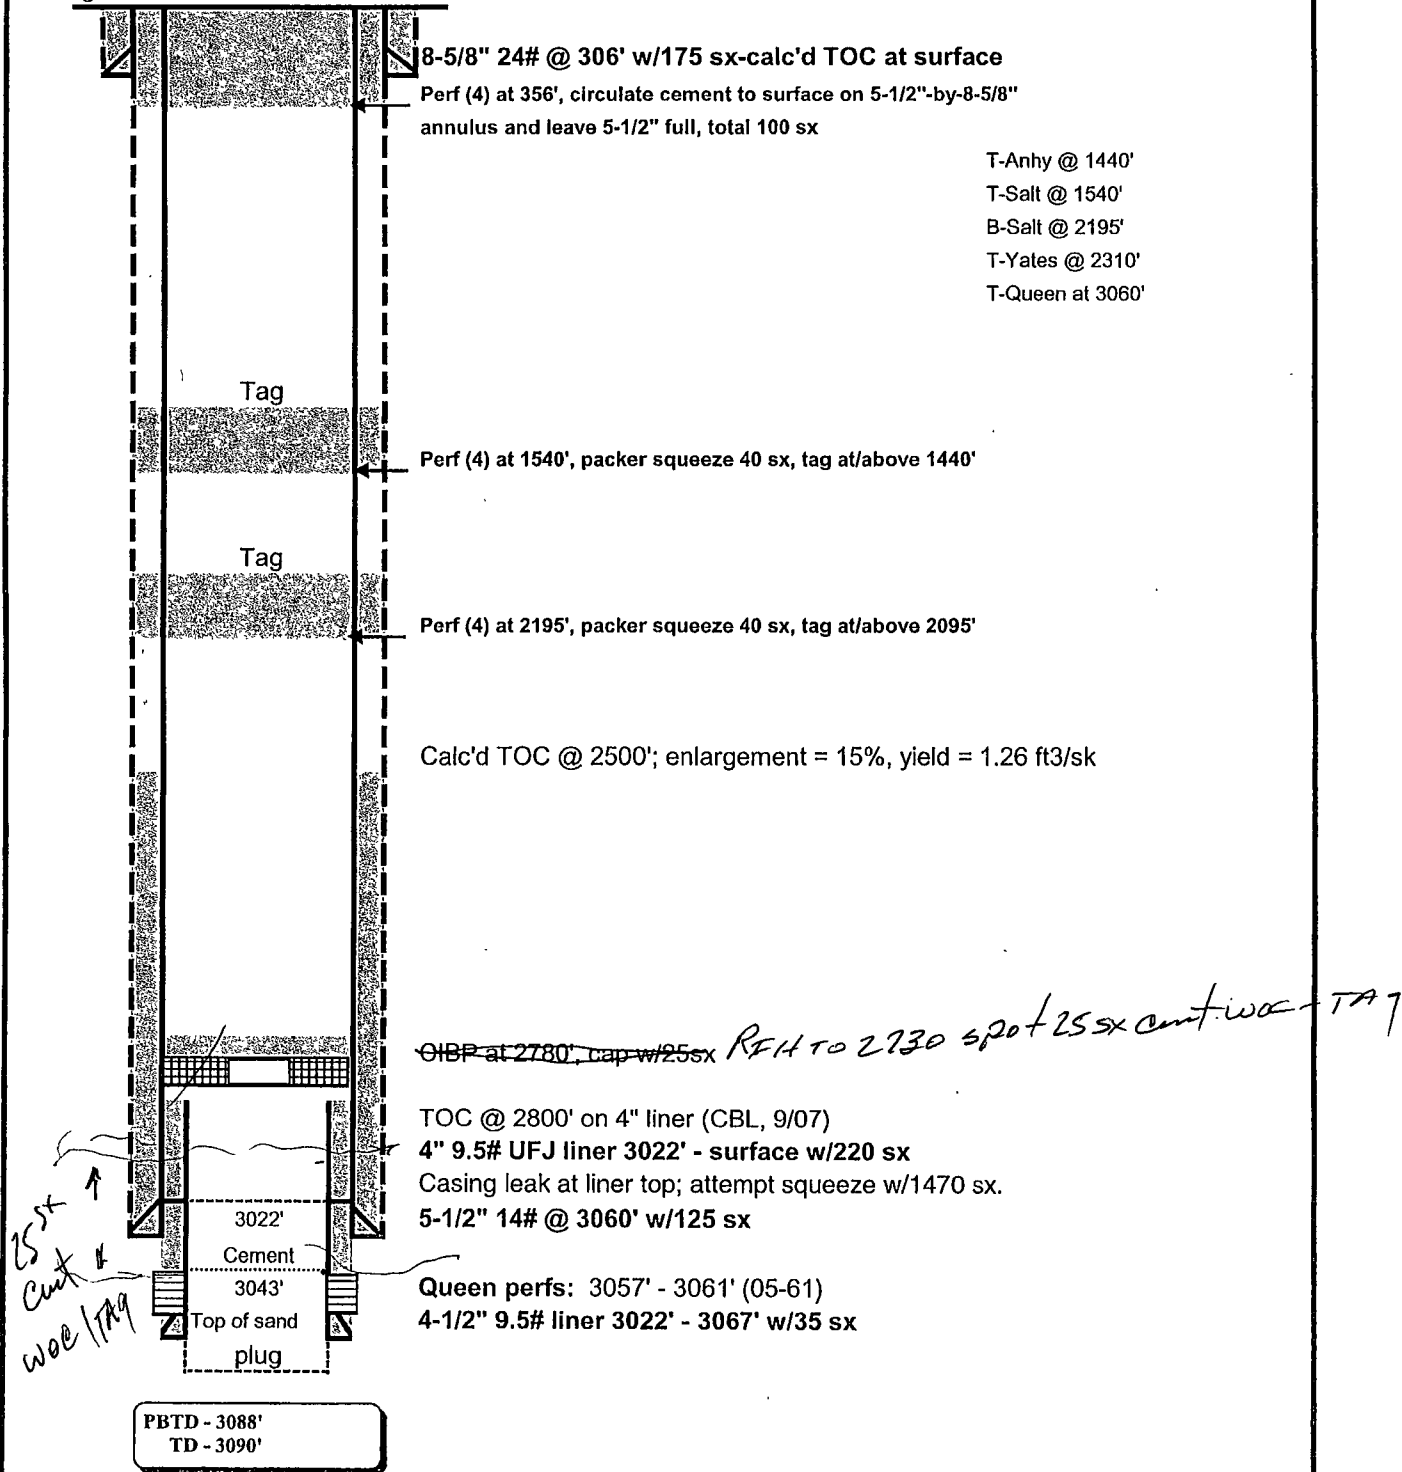 8-5/8" 24# @ 306' w/175 sx-calc'd TOC at surface
Perf (4) at 356', circulate cement to surface on 5-1/2"-by-8-5/8"
annulus and leave 5-1/2" full, total 100 sx
T-Anhy @ 1440'
T-Salt @ 1540'
B-Salt @ 2195'
T-Yates @ 2310'
T-Queen at 3060'
Tag
Perf (4) at 1540', packer squeeze 40 sx, tag at/above 1440'
Tag
Perf (4) at 2195', packer squeeze 40 sx, tag at/above 2095'
Calc'd TOC @ 2500'; enlargement = 15%, yield = 1.26 ft3/sk
CIBP at 2780', cap w/25sx RIH TO 2730 spot 25 sx cmt. WOC - TAG
TOC @ 2800' on 4" liner (CBL, 9/07)
4" 9.5# UFJ liner 3022' - surface w/220 sx
Casing leak at liner top; attempt squeeze w/1470 sx.
5-1/2" 14# @ 3060' w/125 sx
3022'
Cement
3043'
Top of sand
plug
25 sx
Cmt
WOC / TAG
Queen perfs: 3057' - 3061' (05-61)
4-1/2" 9.5# liner 3022' - 3067' w/35 sx
PBTD - 3088'
TD - 3090'